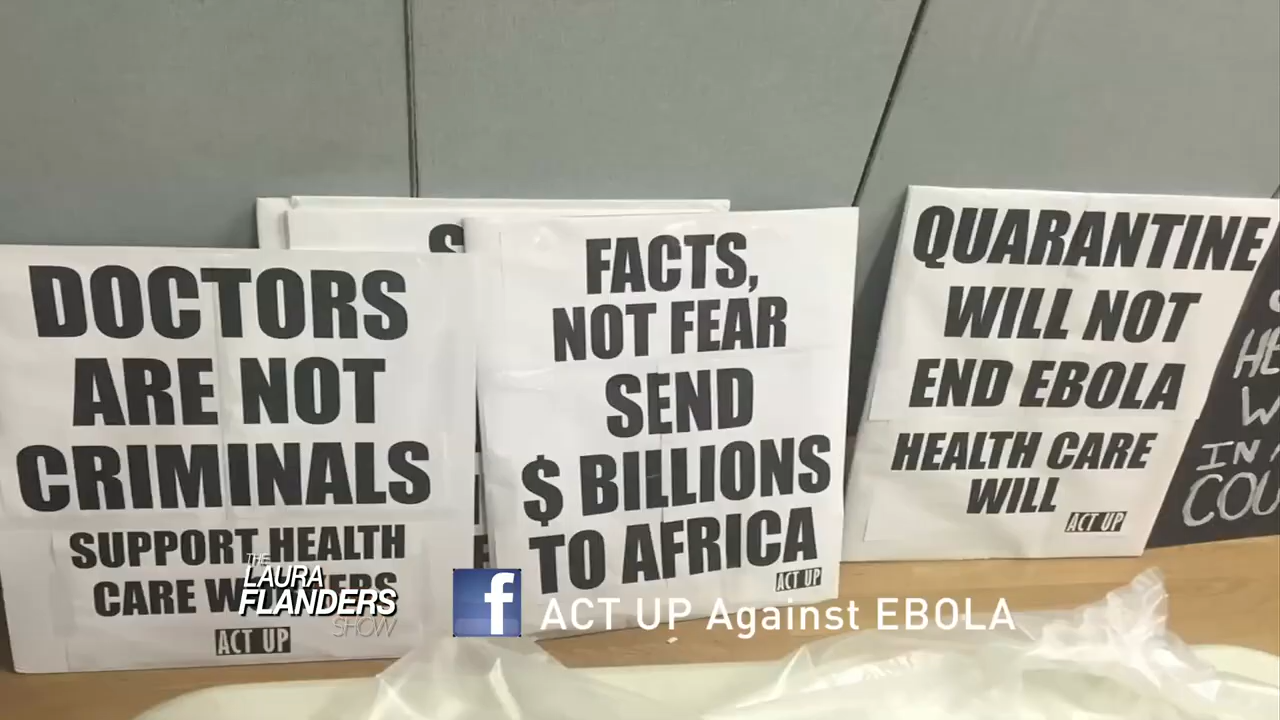 DOCTORS
ARE NOT
CRIMINALS
SUPPORT HEALTH
CARE
ACT UP
FACTS,
NOT FEAR
SEND
$ BILLIONS
TO AFRICA
ACT UP
QUARANTINE
WILL NOT
END EBOLA
HEALTH CARE
WILL
ACT UP
IN
THE
LAURA
FLANDERS
SHOW
f
ACT UP Against EBOLA